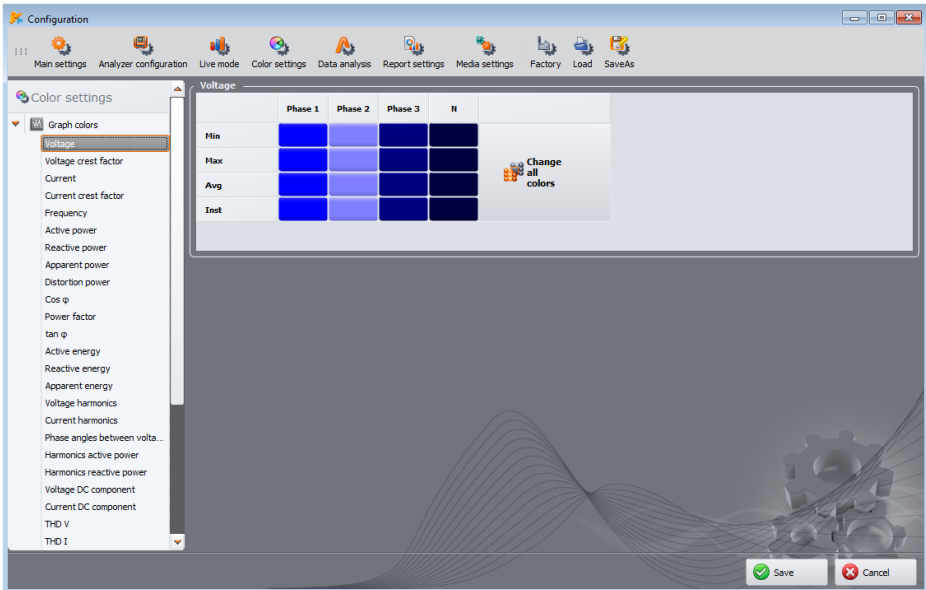 Configuration
Main settings Analyzer configuration Live mode Color settings Data analysis Report settings Media settings Factory Load SaveAs
Color settings
Graph colors
Voltage
Voltage crest factor
Current
Current crest factor
Frequency
Active power
Reactive power
Apparent power
Distortion power
Cos φ
Power factor
tan φ
Active energy
Reactive energy
Apparent energy
Voltage harmonics
Current harmonics
Phase angles between volta...
Harmonics active power
Harmonics reactive power
Voltage DC component
Current DC component
THD V
THD I
Voltage
Phase 1 Phase 2 Phase 3 N
Min
Max
Avg
Inst
Change
all
colors
Save Cancel